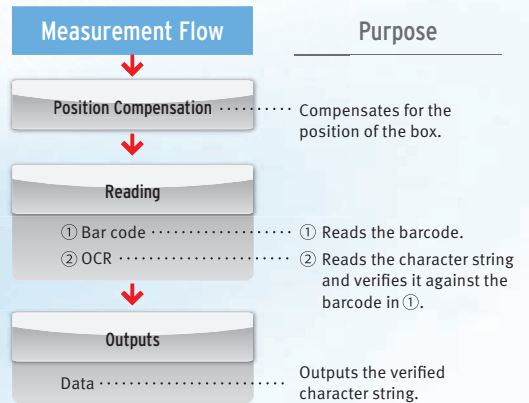 Measurement Flow
Purpose
Position Compensation ··········
Compensates for the
position of the box.
Reading
① Bar code ··················
① Reads the barcode.
② OCR ······················
② Reads the character string
and verifies it against the
barcode in ①.
Outputs
Data ························
Outputs the verified
character string.